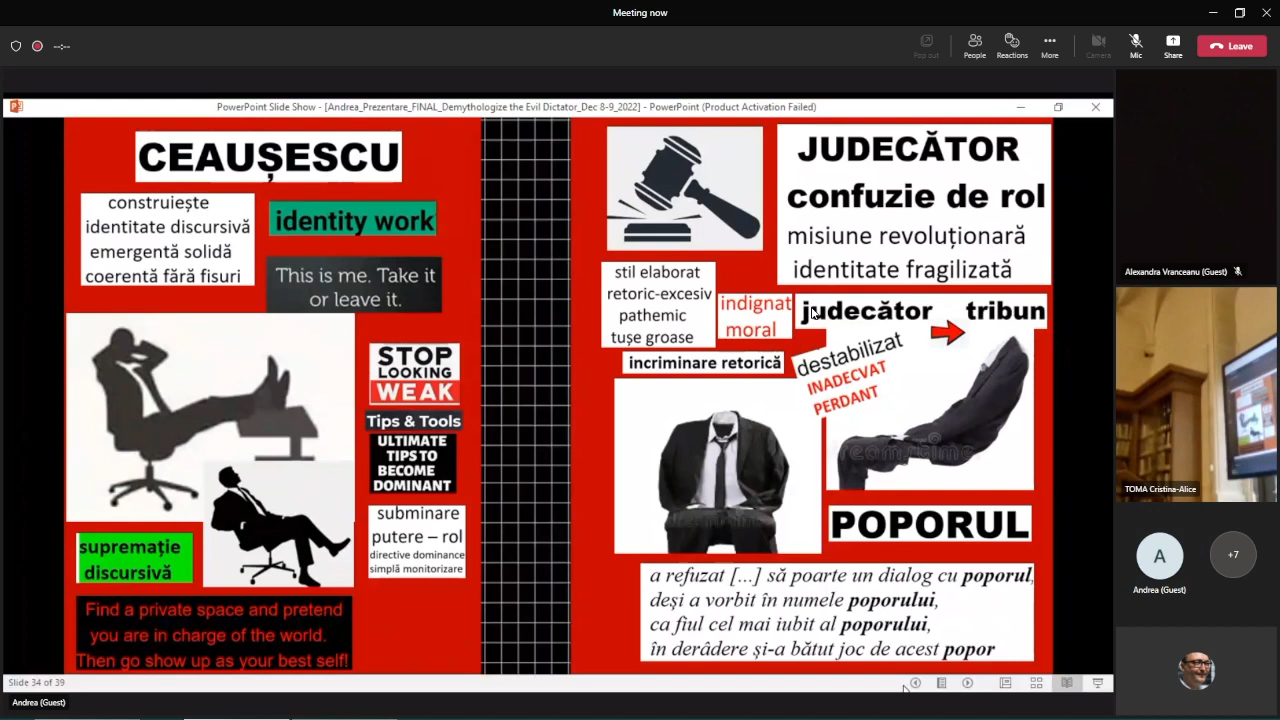 Meeting now
--:--
Pop out
People
Reactions
More
Camera
Mic
Share
Leave
PowerPoint Slide Show - [Andrea_Prezentare_FINAL_Demythologize the Evil Dictator_Dec 8-9_2022] - PowerPoint (Product Activation Failed)
CEAUȘESCU
construiește
identitate discursivă
emergentă solidă
coerentă fără fisuri
identity work
This is me. Take it
or leave it.
STOP
LOOKING
WEAK
Tips & Tools
ULTIMATE
TIPS TO
BECOME
DOMINANT
subminare
putere – rol
directive dominance
simplă monitorizare
supremație
discursivă
Find a private space and pretend
you are in charge of the world.
Then go show up as your best self!
JUDECĂTOR
confuzie de rol
misiune revoluționară
identitate fragilizată
stil elaborat
retoric-excesiv
pathemic
tușe groase
indignat
moral
judecător
tribun
incriminare retorică
destabilizat
INADECVAT
PERDANT
dreamstime
POPORUL
a refuzat [...] să poarte un dialog cu poporul,
deși a vorbit în numele poporului,
ca fiul cel mai iubit al poporului,
în derâdere și-a bătut joc de acest popor
Slide 34 of 39
Andrea (Guest)
Alexandra Vranceanu (Guest)
TOMA Cristina-Alice
A
Andrea (Guest)
+7